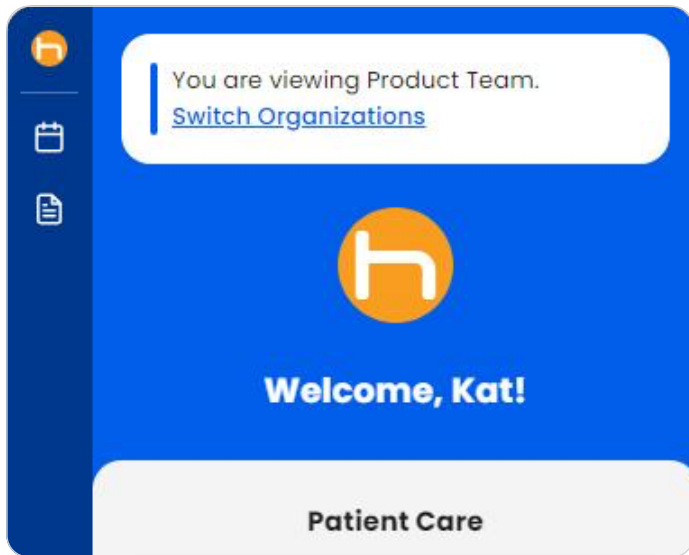 You are viewing Product Team.
Switch Organizations
h
h
Welcome, Kat!
Patient Care